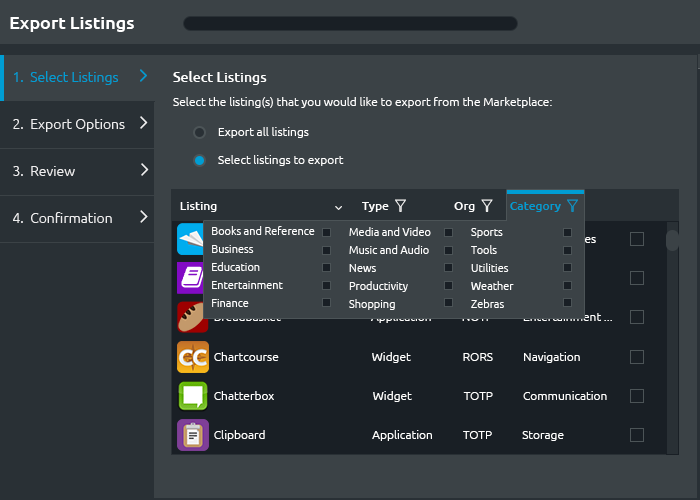 Export Listings
1. Select Listings
2. Export Options
3. Review
4. Confirmation
Select Listings
Select the listing(s) that you would like to export from the Marketplace:
Export all listings
Select listings to export
Listing Type Org Category
Books and Reference Media and Video Sports
Business Music and Audio Tools
Education News Utilities
Entertainment Productivity Weather
Finance Shopping Zebras
Breadbasket Application TOTP Entertainment ...
Chartcourse Widget RORS Navigation
Chatterbox Widget TOTP Communication
Clipboard Application TOTP Storage